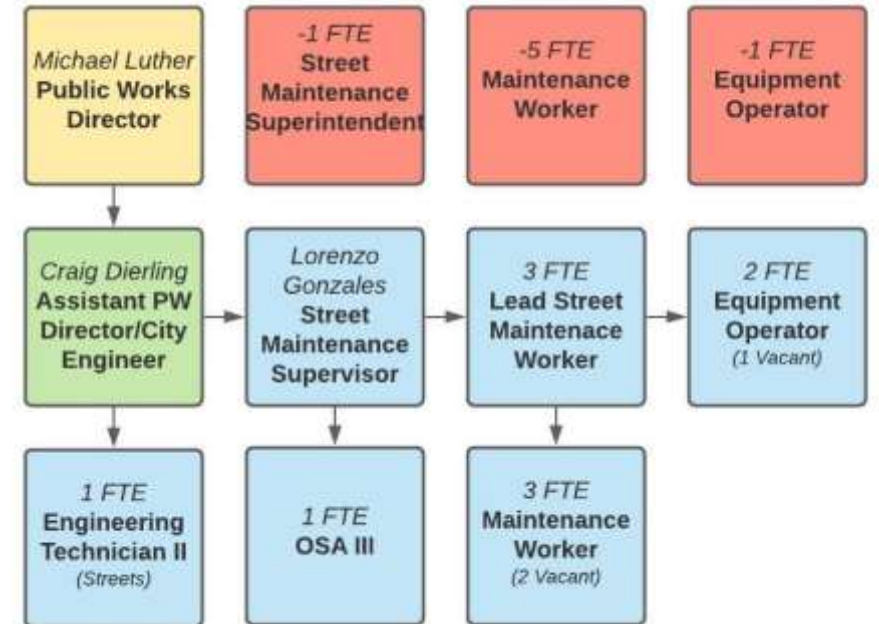 Michael Luther
Public Works
Director
-1 FTE
Street
Maintenance
Superintendent
-5 FTE
Maintenance
Worker
-1 FTE
Equipment
Operator
Craig Dierling
Assistant PW
Director/City
Engineer
Lorenzo
Gonzales
Street
Maintenance
Supervisor
3 FTE
Lead Street
Maintenace
Worker
2 FTE
Equipment
Operator
(1 Vacant)
1 FTE
Engineering
Technician II
(Streets)
1 FTE
OSA III
3 FTE
Maintenance
Worker
(2 Vacant)